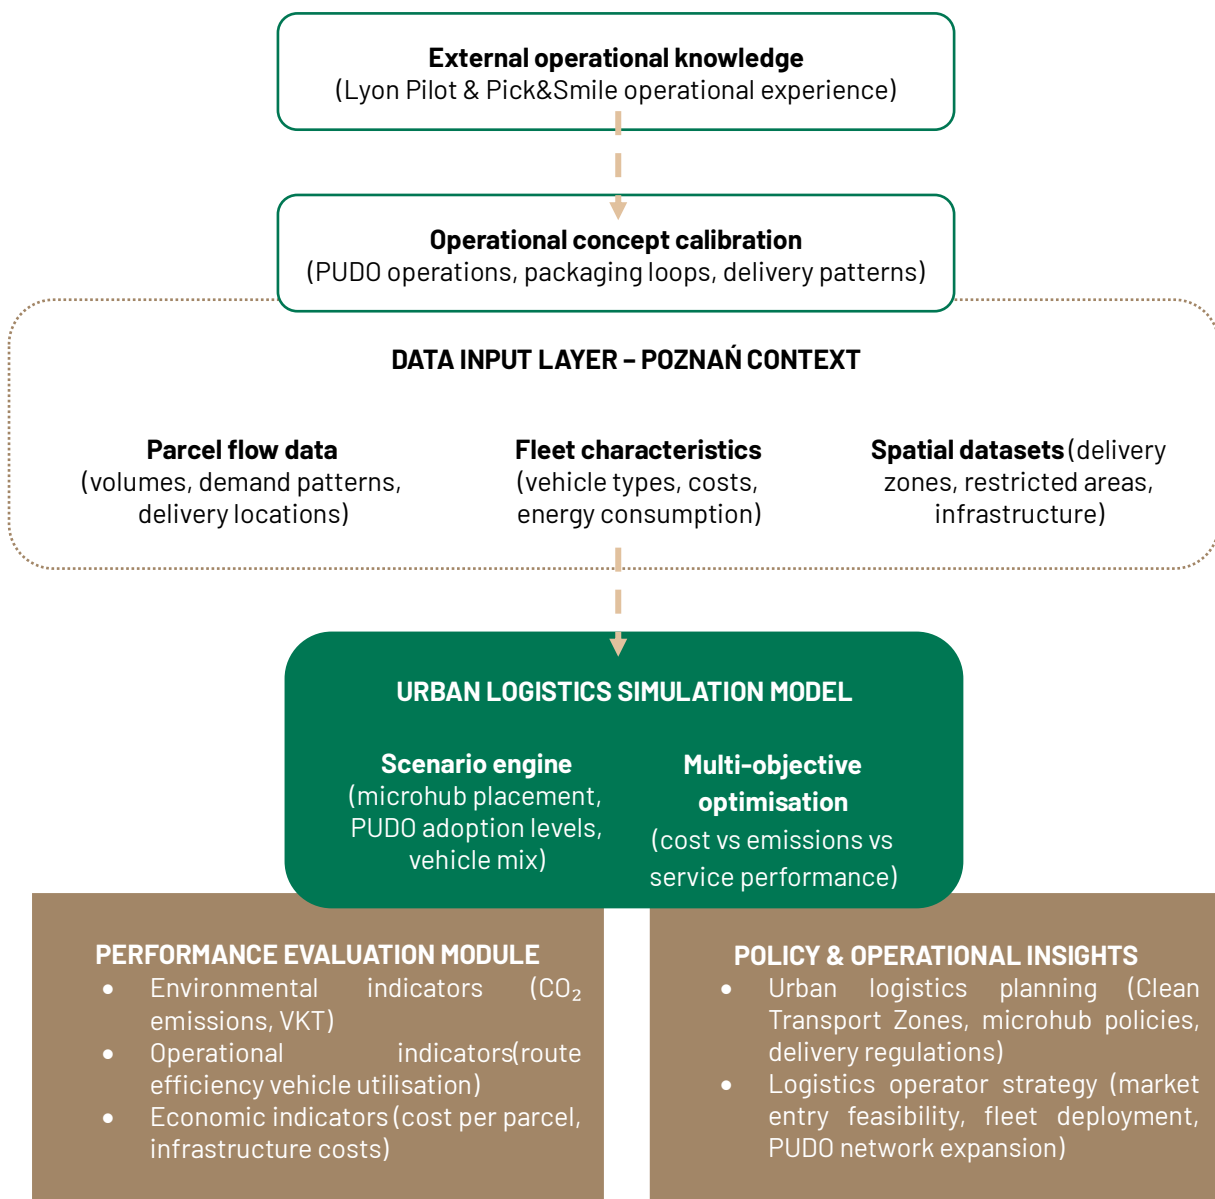 External operational knowledge
(Lyon Pilot & Pick&Smile operational experience)
Operational concept calibration
(PUDO operations, packaging loops, delivery patterns)
DATA INPUT LAYER – POZNAŃ CONTEXT
Parcel flow data
(volumes, demand patterns,
delivery locations)
Fleet characteristics
(vehicle types, costs,
energy consumption)
Spatial datasets (delivery
zones, restricted areas,
infrastructure)
URBAN LOGISTICS SIMULATION MODEL
Scenario engine
(microhub placement,
PUDO adoption levels,
vehicle mix)
Multi-objective
optimisation
(cost vs emissions vs
service performance)
PERFORMANCE EVALUATION MODULE
• Environmental indicators (CO₂
emissions, VKT)
• Operational indicators(route
efficiency vehicle utilisation)
• Economic indicators (cost per parcel,
infrastructure costs)
POLICY & OPERATIONAL INSIGHTS
• Urban logistics planning (Clean
Transport Zones, microhub policies,
delivery regulations)
• Logistics operator strategy (market
entry feasibility, fleet deployment,
PUDO network expansion)